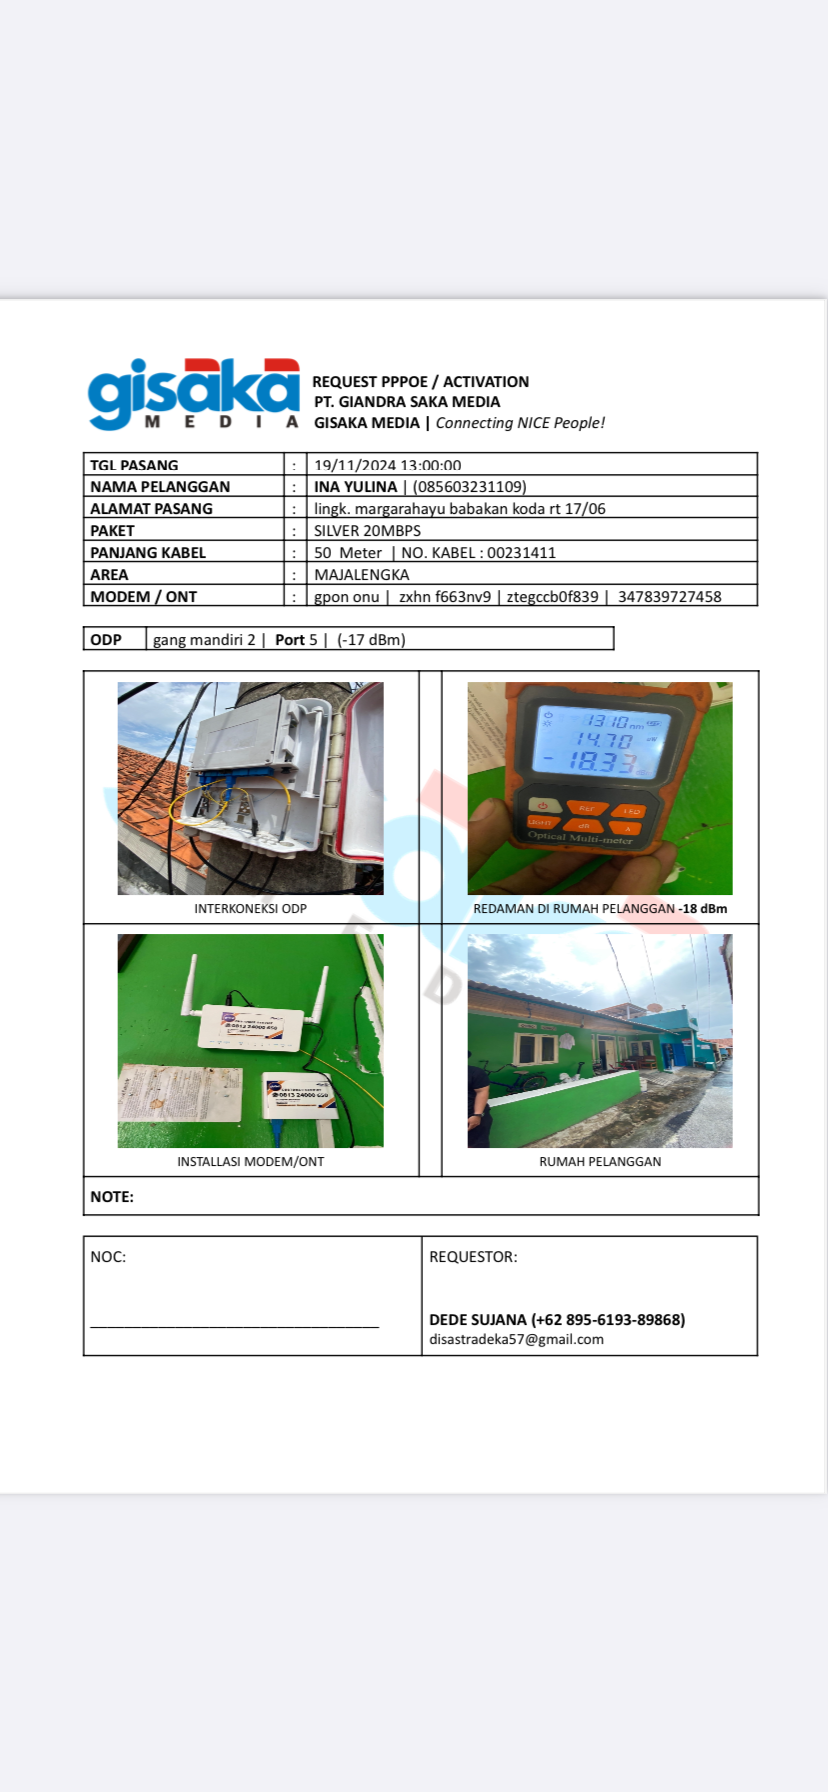 gisaka
MEDIA
REQUEST PPPOE / ACTIVATION
PT. GIANDRA SAKA MEDIA
GISAKA MEDIA | Connecting NICE People!
TGL PASANG : 19/11/2024 13:00:00
NAMA PELANGGAN : INA YULINA | (085603231109)
ALAMAT PASANG : lingk. margarahayu babakan koda rt 17/06
PAKET : SILVER 20MBPS
PANJANG KABEL : 50 Meter | NO. KABEL : 00231411
AREA : MAJALENGKA
MODEM / ONT : gpon onu | zxhn f663nv9 | ztegccb0f839 | 347839727458
ODP gang mandiri 2 | Port 5 | (-17 dBm)
1310 nm
14.70 uW
-18.33
REF LED
dB λ
Optical Multi-meter
INTERKONEKSI ODP
REDAMAN DI RUMAH PELANGGAN -18 dBm
0813 24000 650
0813 24000 650
INSTALLASI MODEM/ONT
RUMAH PELANGGAN
NOTE:
NOC:
REQUESTOR:
DEDE SUJANA (+62 895-6193-89868)
disastradeka57@gmail.com